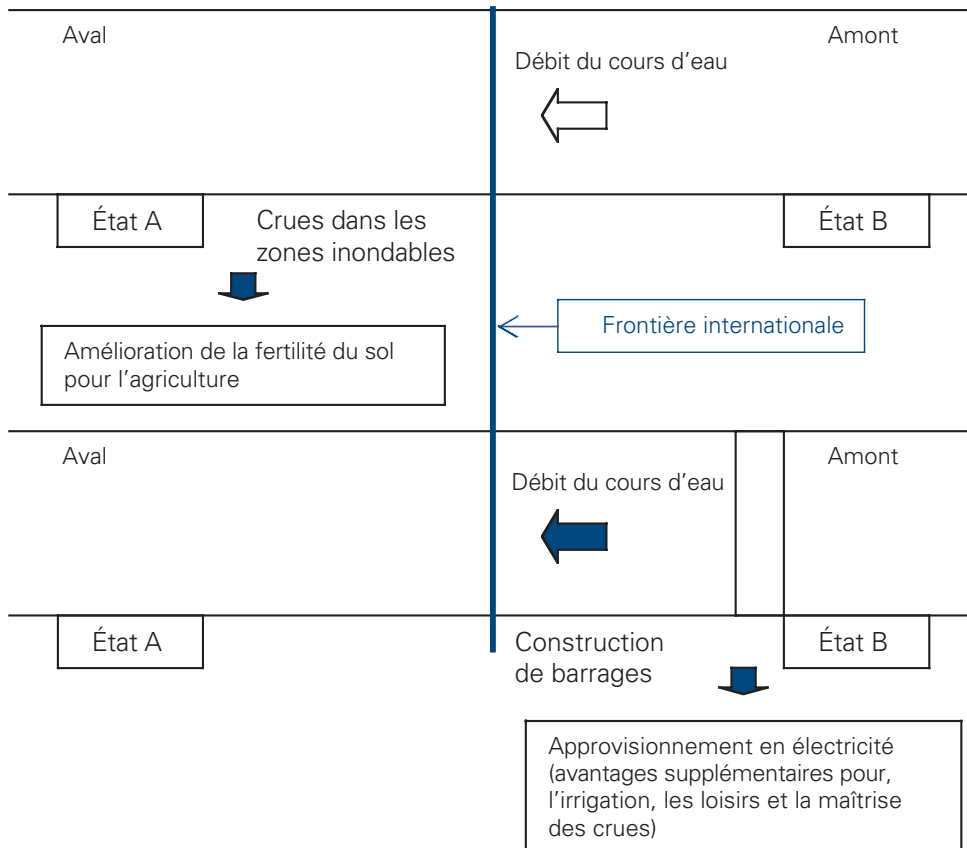 Aval
Amont
Débit du cours d'eau
État A
Crues dans les
zones inondables
État B
Frontière internationale
Amélioration de la fertilité du sol
pour l'agriculture
Aval
Amont
Débit du cours d'eau
État A
Construction
de barrages
État B
Approvisionnement en électricité
(avantages supplémentaires pour,
l'irrigation, les loisirs et la maîtrise
des crues)